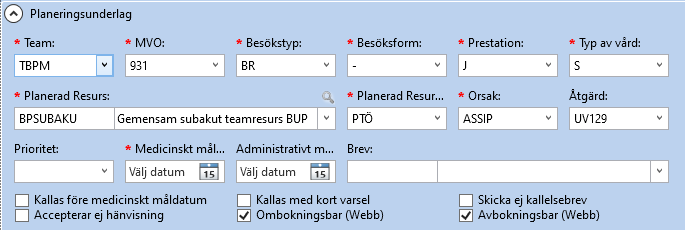 Planeringsunderlag
* Team: * MVO: * Besökstyp: * Besöksform: * Prestation: * Typ av vård:
TBPM 931 BR - J S
* Planerad Resurs: * Planerad Resur... * Orsak: Åtgärd:
BPSUBAKU Gemensam subakut teamresurs BUP PTÖ ASSIP UV129
Prioritet: * Medicinskt mål... Administrativt m... Brev:
Välj datum 15 Välj datum 15
Kallas före medicinskt måldatum Kallas med kort varsel Skicka ej kallelsebrev
Accepterar ej hänvisning Ombokningsbar (Webb) Avbokningsbar (Webb)